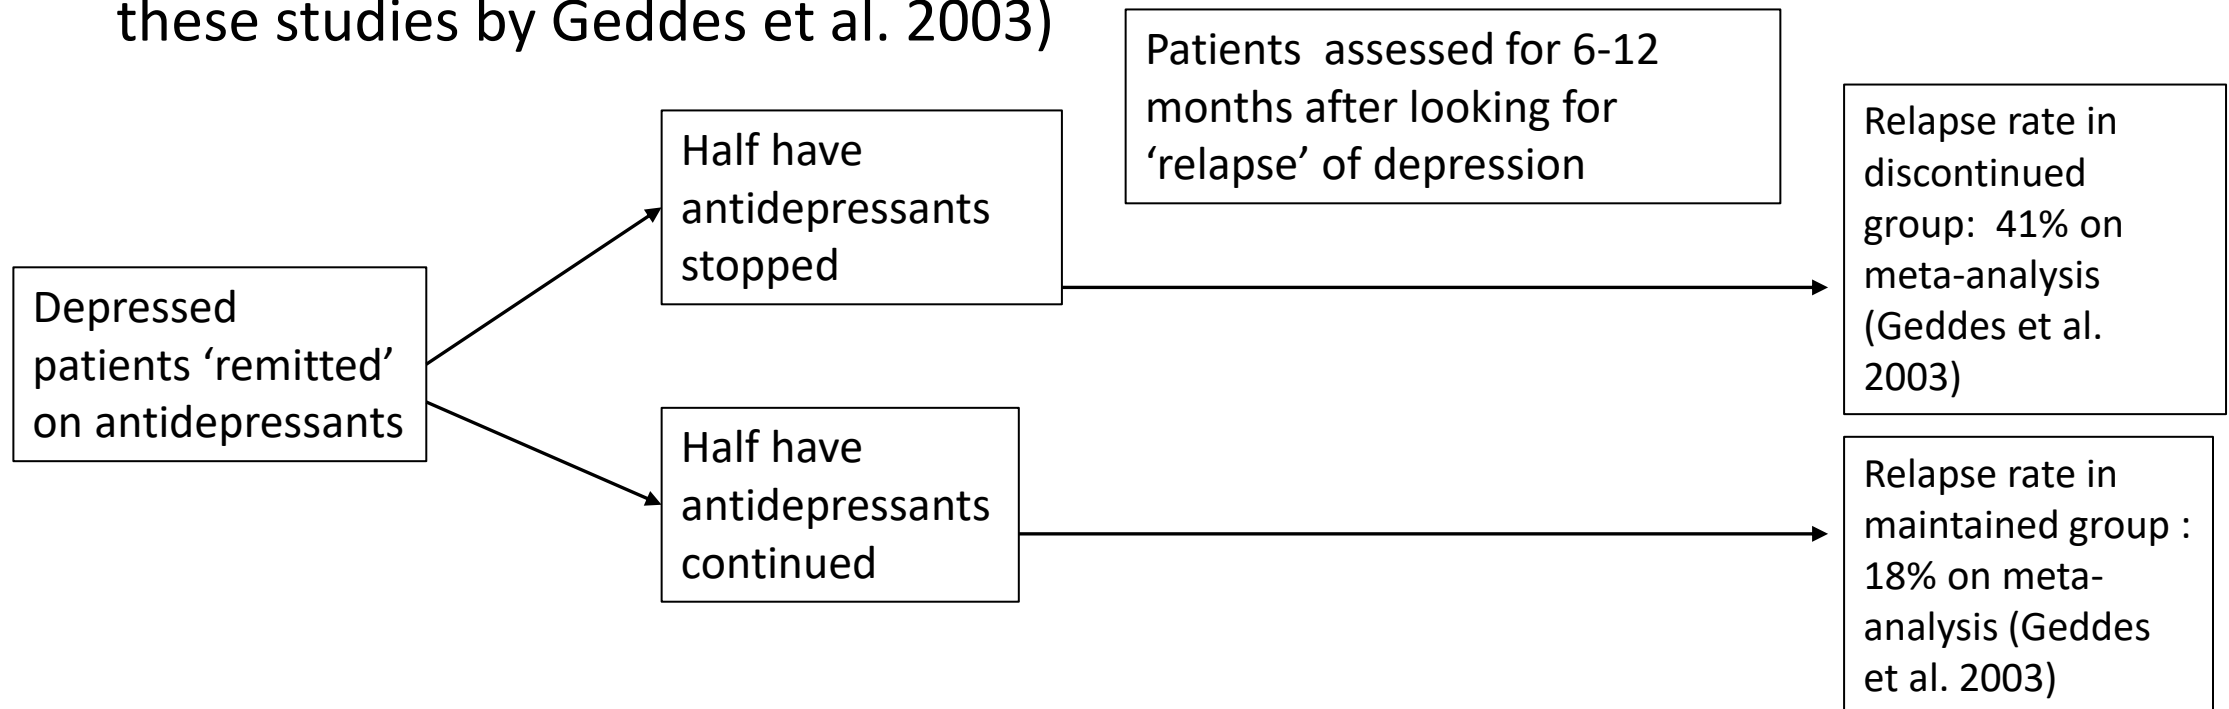 these studies by Geddes et al. 2003)
Patients  assessed for 6-12
months after looking for
‘relapse’ of depression
Half have
antidepressants
stopped
Relapse rate in
discontinued
group:  41% on
meta-analysis
(Geddes et al.
2003)
Depressed
patients ‘remitted’
on antidepressants
Half have
antidepressants
continued
Relapse rate in
maintained group :
18% on meta-
analysis (Geddes
et al. 2003)